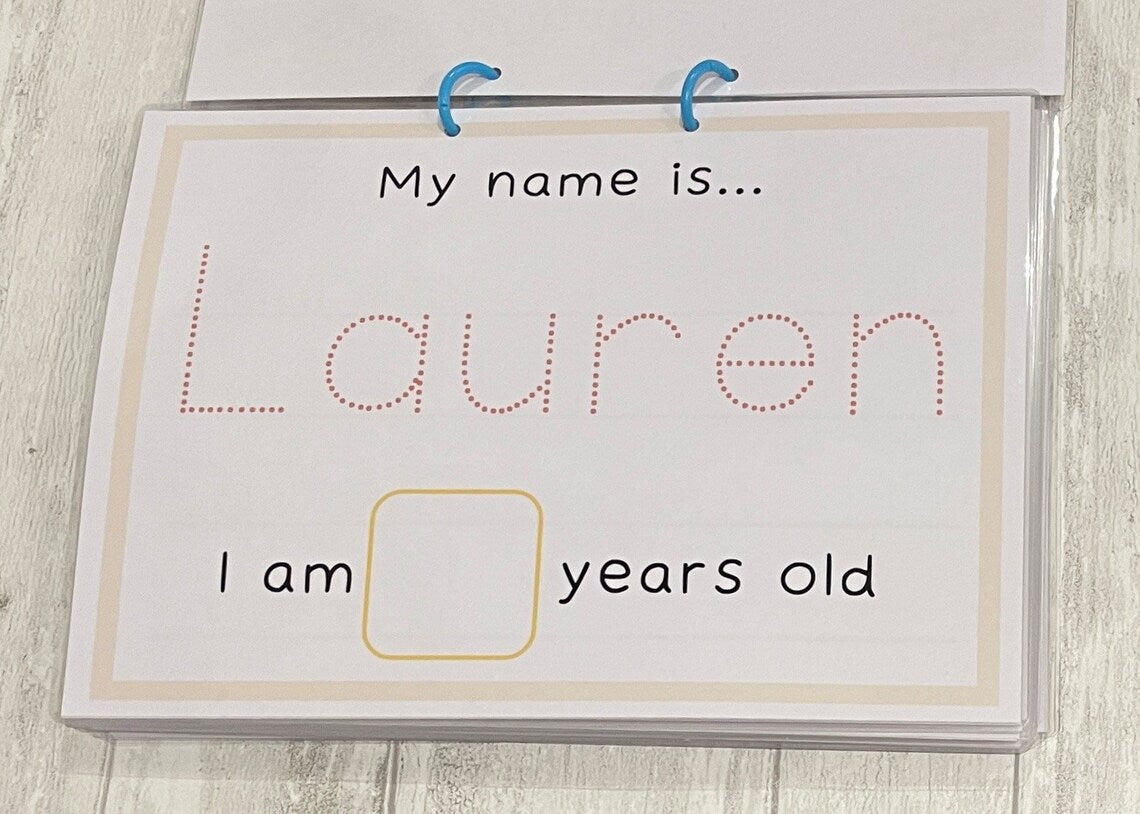 My name is...
Lauren
I am years old